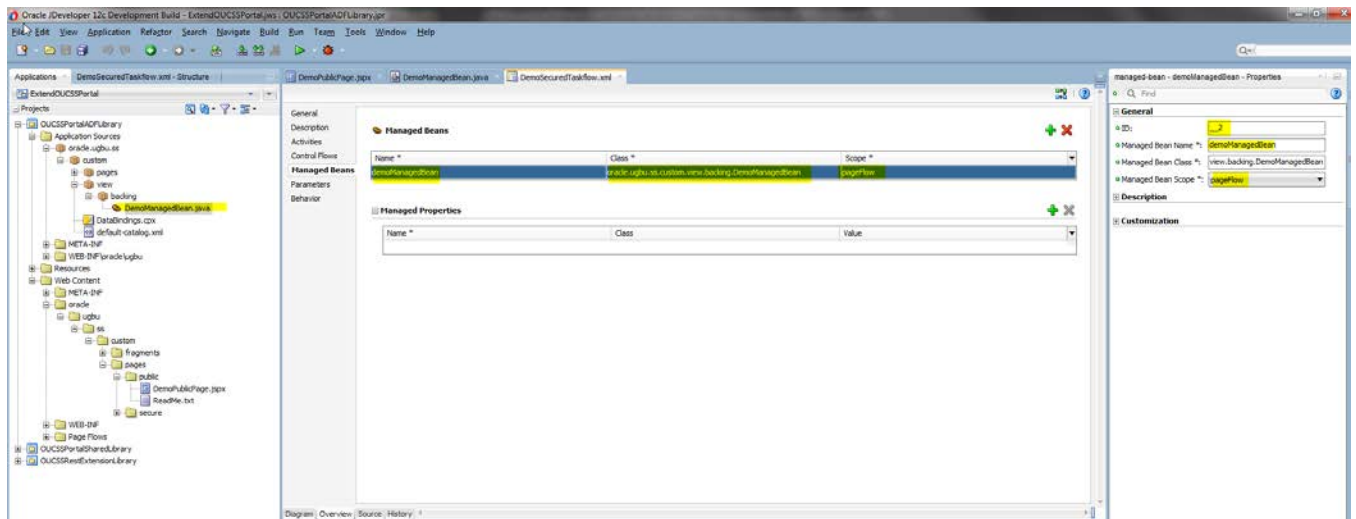 Oracle JDeveloper 12c Development Build - ExtendOUCSSPortal.jws : OUCSSPortalADFLibrary.jpr
File Edit View Application Refactor Search Navigate Build Run Team Tools Window Help
Applications
DemoSecuredTaskflow.xml - Structure
ExtendOUCSSPortal
Projects
OUCSSPortalADFLibrary
Application Sources
oracle.ugbu.ss
custom
pages
view
backing
DemoManagedBean.java
DataBindings.cpx
default-catalog.xml
META-INF
WEB-INF\oracle\ugbu
Resources
Web Content
META-INF
oracle
ugbu
ss
custom
fragments
pages
public
DemoPublicPage.jspx
ReadMe.txt
secure
WEB-INF
Page Flows
OUCSSPortalSharedLibrary
OUCSSRestExtensionLibrary
DemoPublicPage.jspx
DemoManagedBean.java
DemoSecuredTaskflow.xml
General
Description
Activities
Control Flows
Managed Beans
Parameters
Behavior
Managed Beans
Name * Class * Scope *
demoManagedBean oracle.ugbu.ss.custom.view.backing.DemoManagedBean pageFlow
Managed Properties
Name * Class Value
Diagram Overview Source History
managed-bean - demoManagedBean - Properties
Find
General
ID: __2
Managed Bean Name *: demoManagedBean
Managed Bean Class *: view.backing.DemoManagedBean
Managed Bean Scope *: pageFlow
Description
Customization